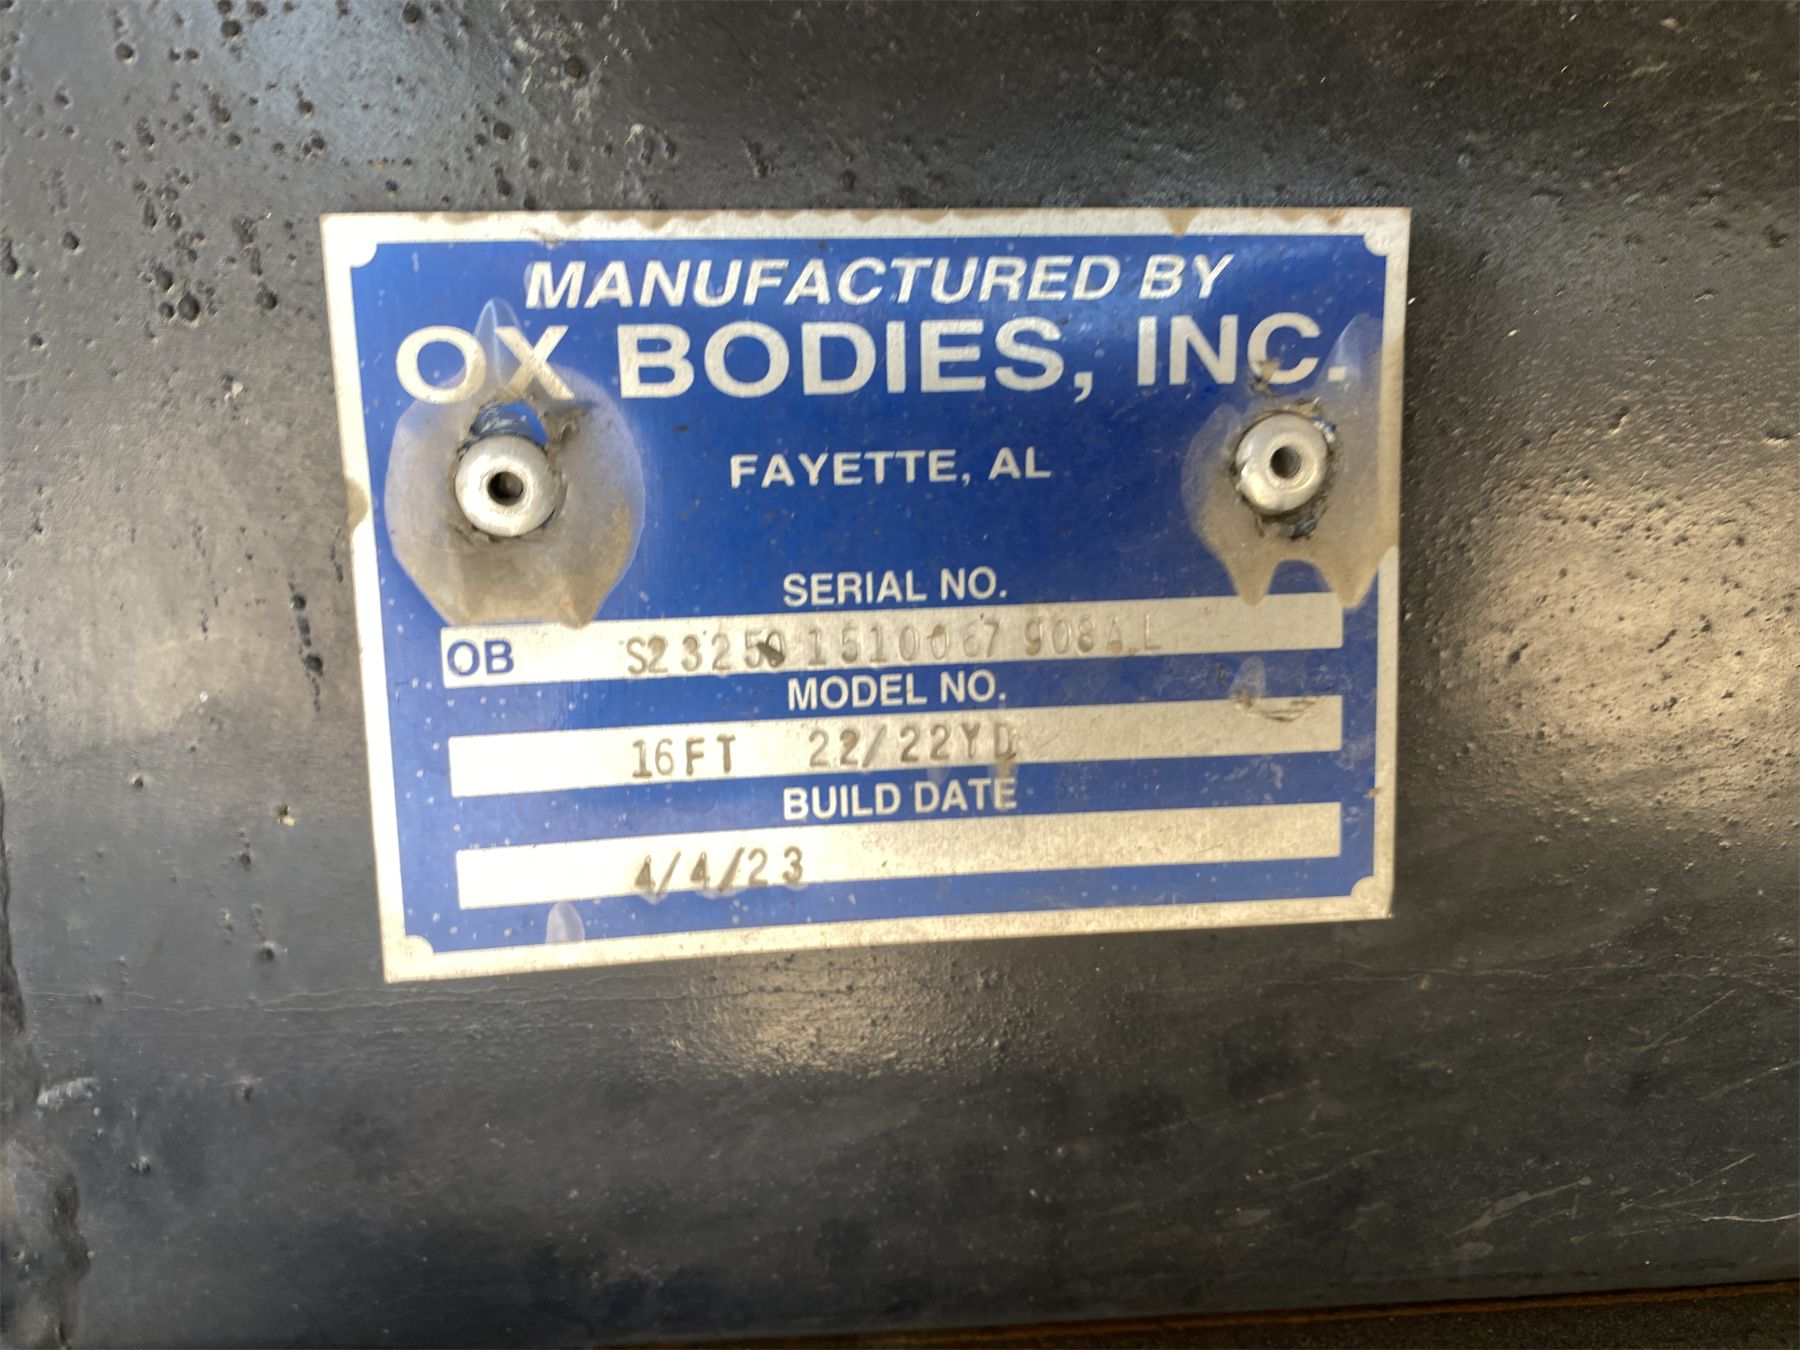 MANUFACTURED BY
OX BODIES, INC.
FAYETTE, AL
SERIAL NO.
OB
MODEL NO.
16FT 22/22YD
BUILD DATE
4/4/23